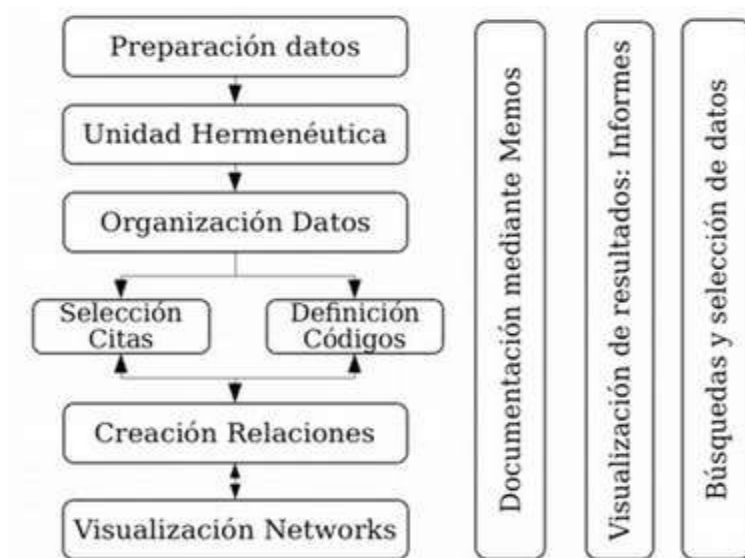 Preparación datos
Unidad Hermenéutica
Organización Datos
Selección
Citas
Definición
Códigos
Creación Relaciones
Visualización Networks
Documentación mediante Memos
Visualización de resultados: Informes
Búsquedas y selección de datos